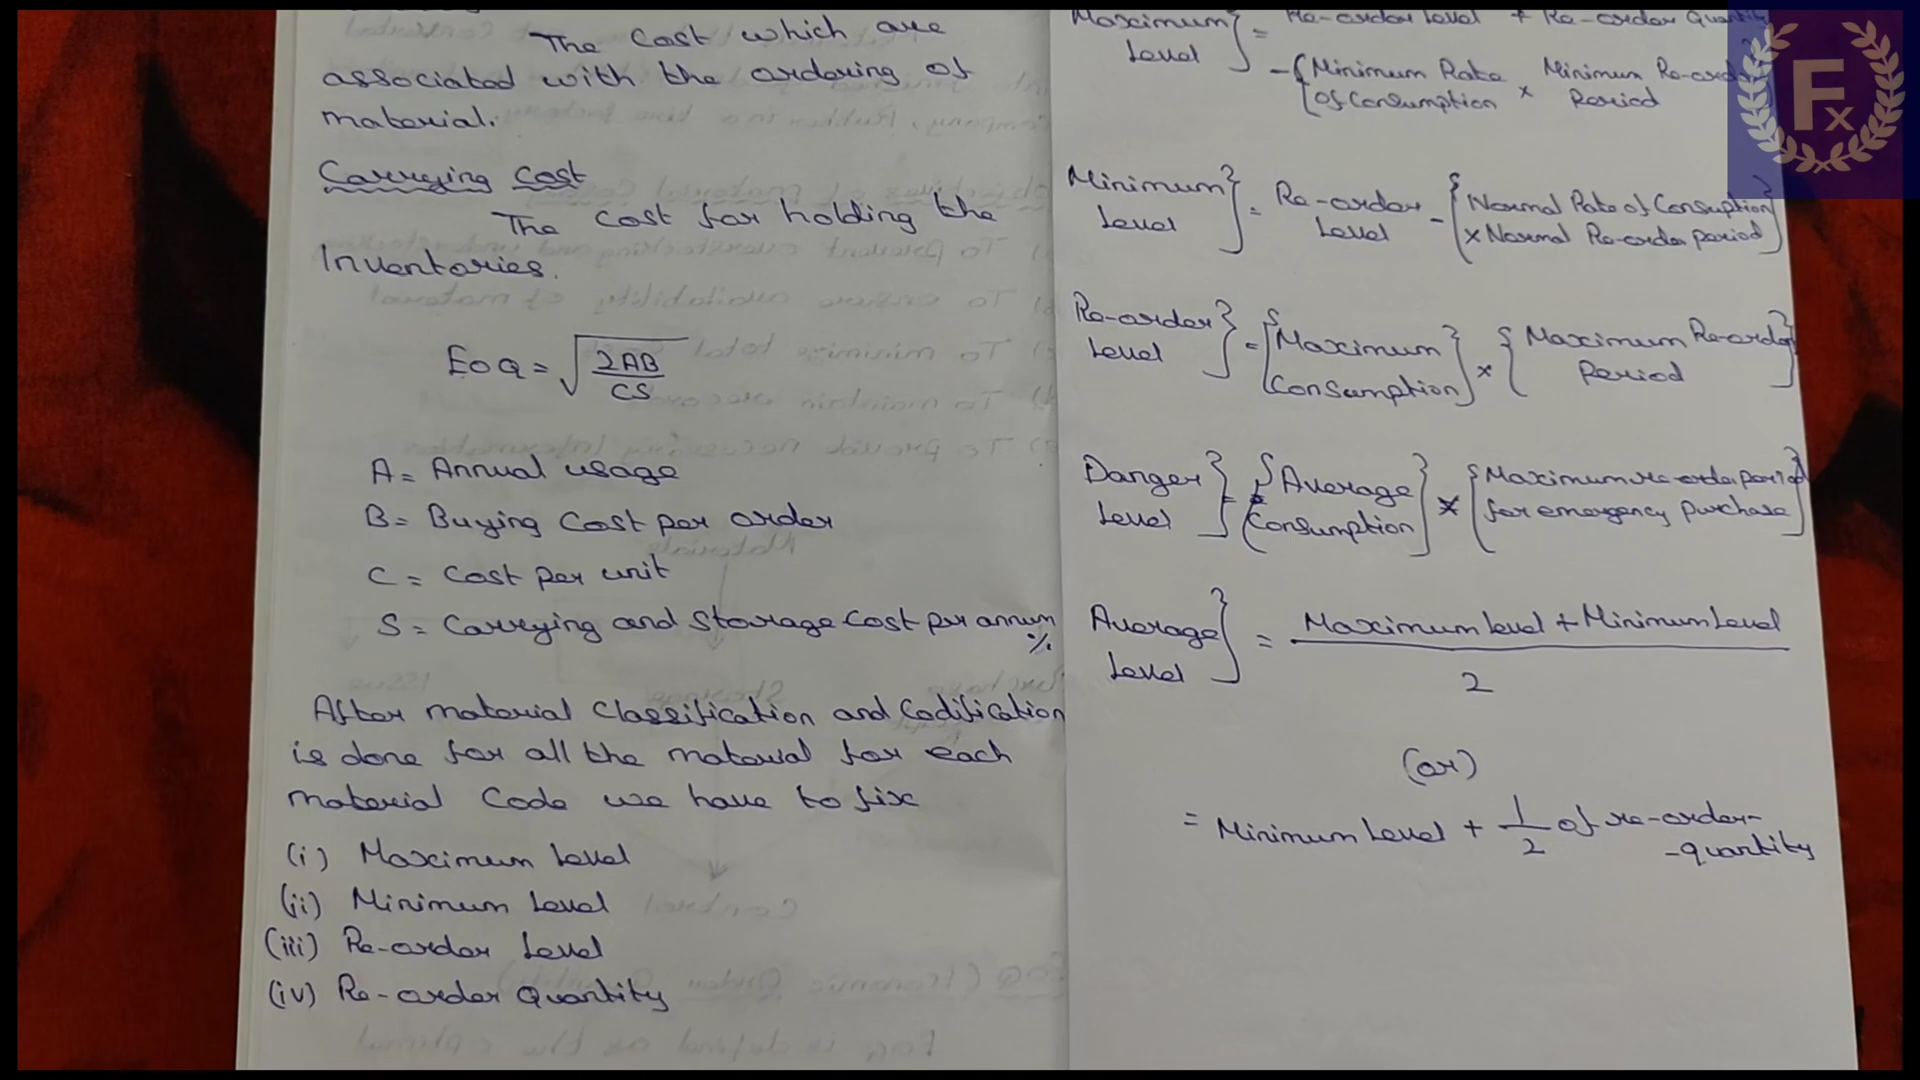 The Cost which are
associated with the ordering of
material.
Carrying Cost
The Cost for holding the
Inventories.
EOQ = √ 2AB
CS
A = Annual usage
B = Buying Cost per order
C = Cost per unit
S = Carrying and Storage Cost per annum
%
After material Classification and Codification
is done for all the material for each
material Code we have to fix
(i) Maximum Level
(ii) Minimum Level
(iii) Re-order Level
(iv) Re-order Quantity
Maximum Level } = Re-order Level + Re-order Quantity
- { Minimum Rate of Consumption × Minimum Re-order Period
Minimum Level } = Re-order Level - { Normal Rate of Consuption
× Normal Re-order period }
Re-order Level } = { Maximum Consumption } × { Maximum Re-order Period }
Danger Level } = { Average Consumption } × { Maximum re-order period
for emergency purchase }
Average Level } = Maximum level + Minimum Level
2
(or)
= Minimum Level + 1/2 of re-order-
-quantity
Fx